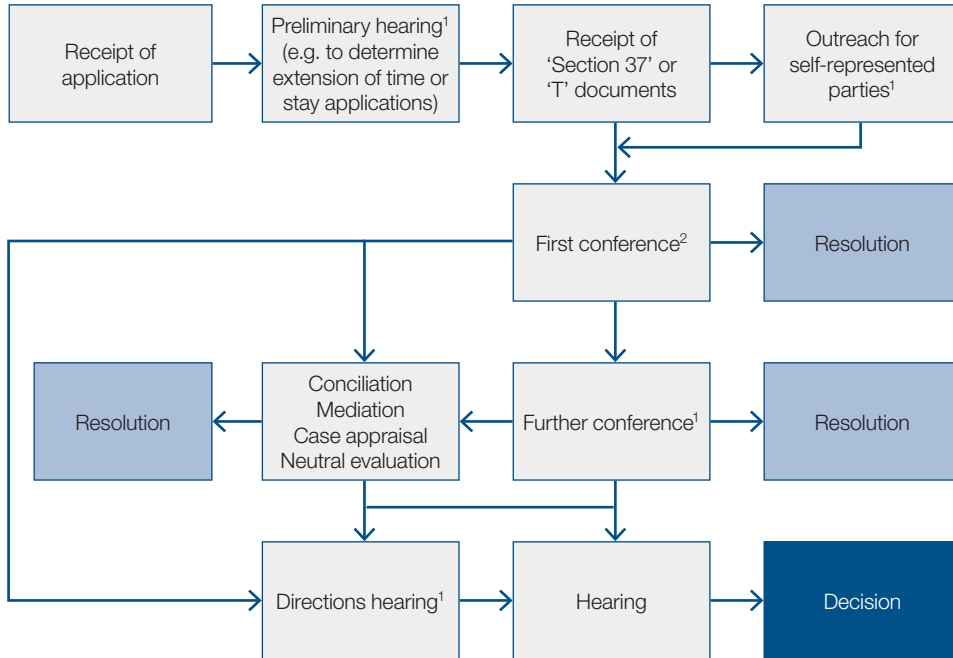 Receipt of
application
Preliminary hearing¹
(e.g. to determine
extension of time or
stay applications)
Receipt of
‘Section 37’ or
‘T’ documents
Outreach for
self-represented
parties¹
First conference²
Resolution
Resolution
Conciliation
Mediation
Case appraisal
Neutral evaluation
Further conference¹
Resolution
Directions hearing¹
Hearing
Decision